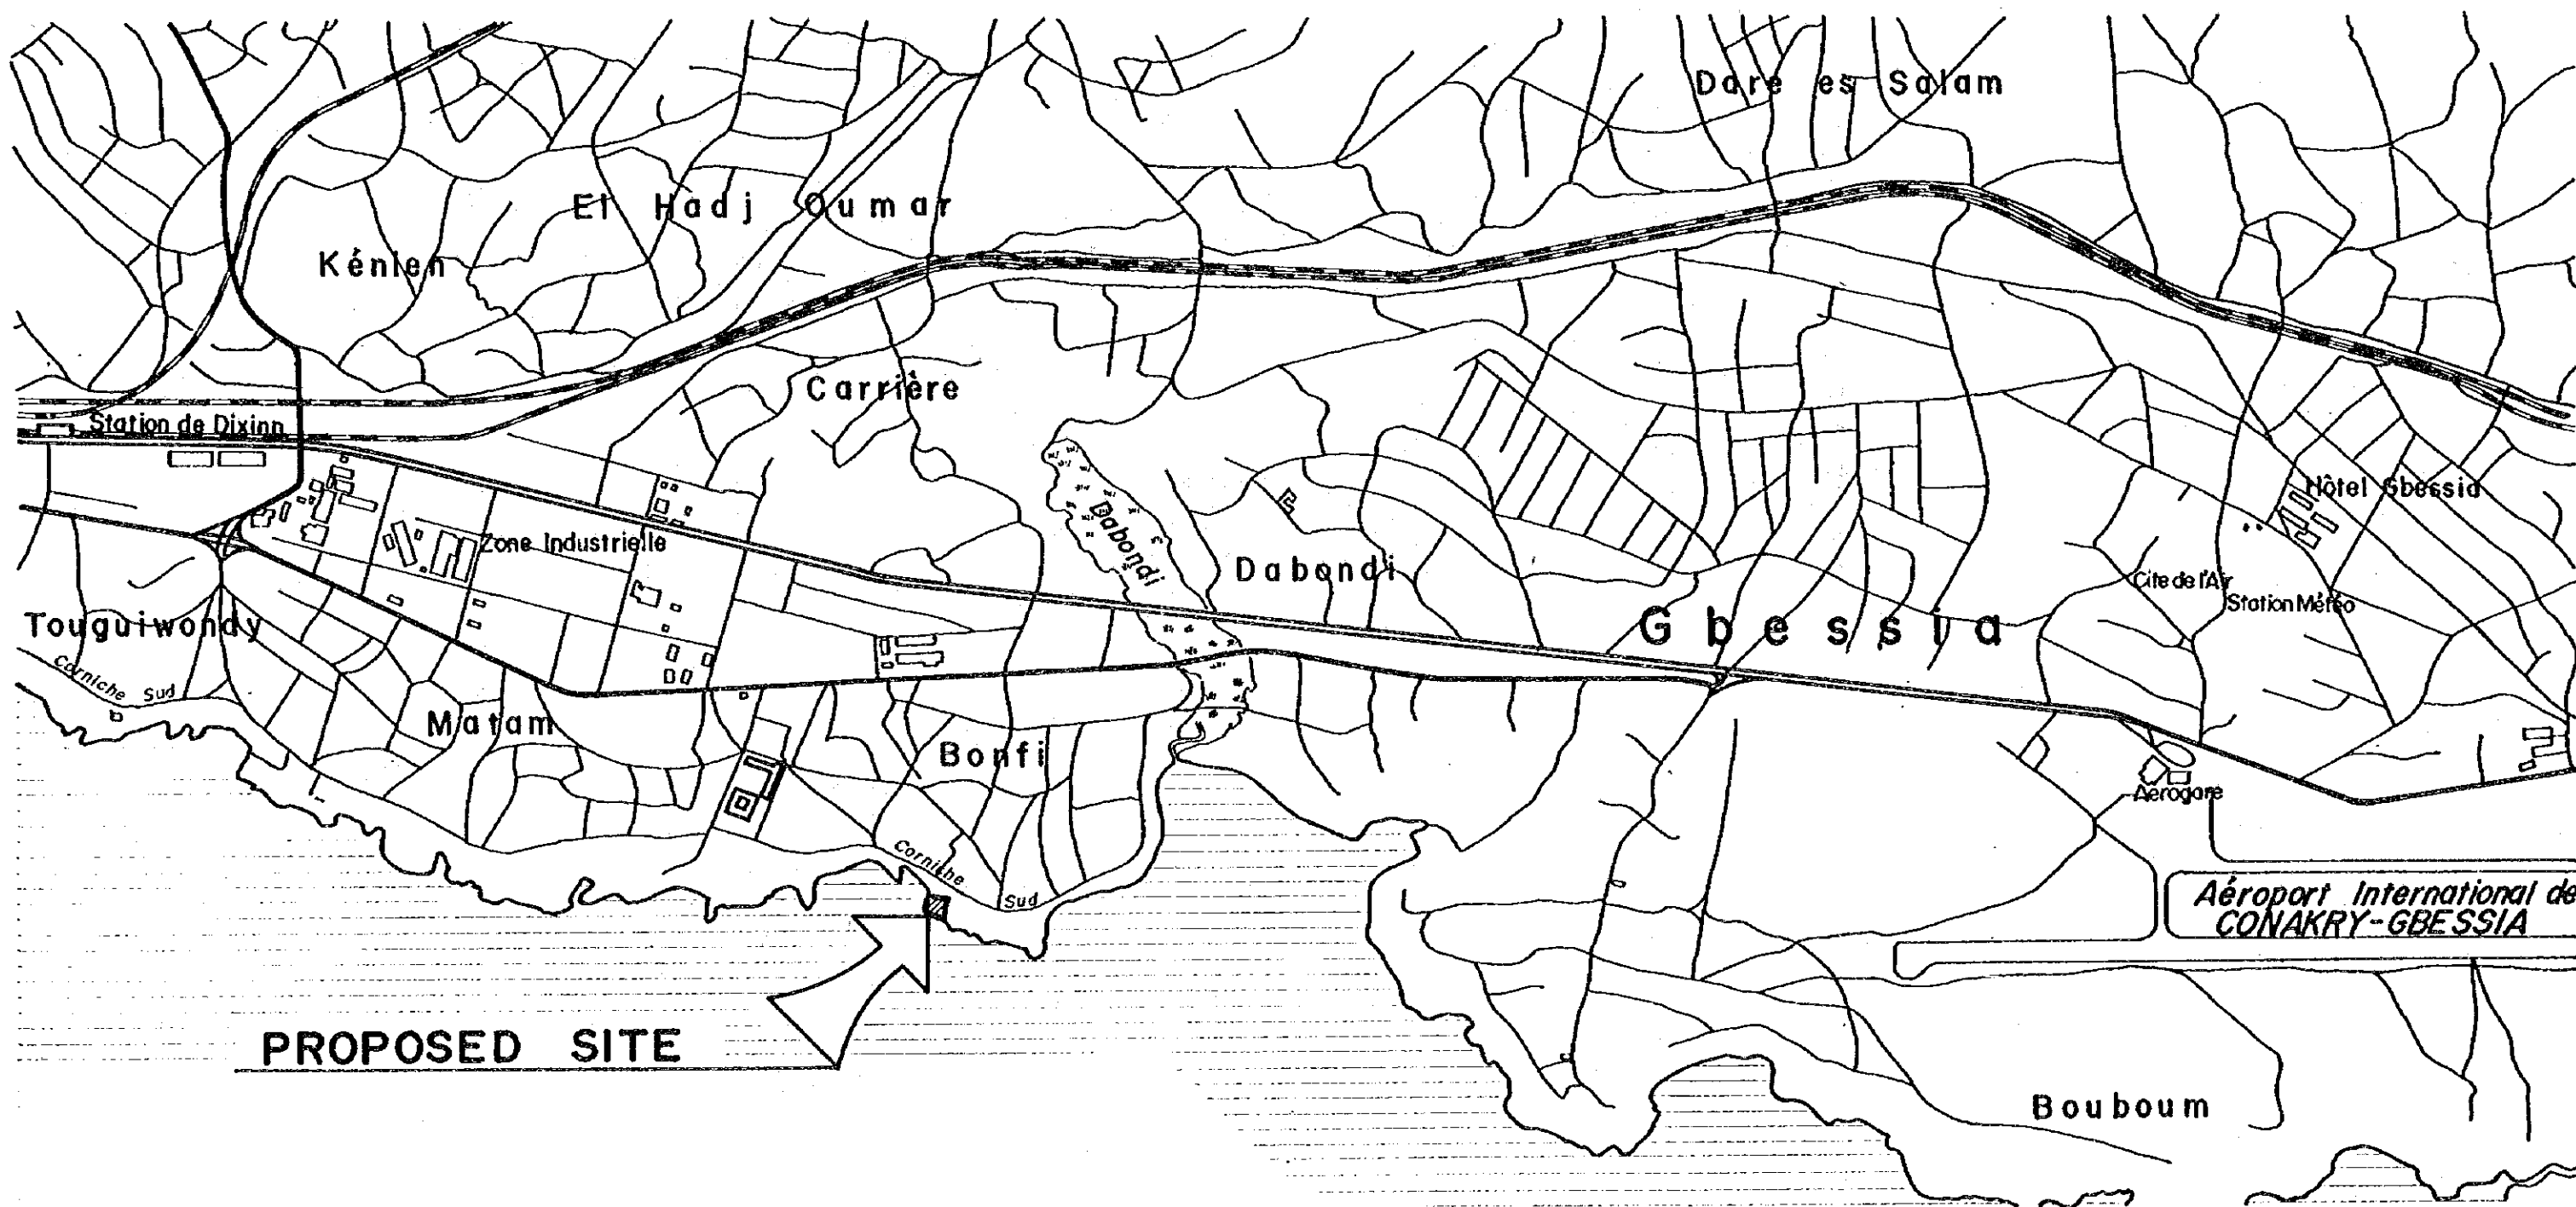 Dare es Salam
El Hadj Oumar
Kénien
Carrière
Station de Dixinn
Hôtel Gbessia
Dabondi
Zone Industrielle
Dabondi
Cite de l'Air
Station Météo
Touguiwondy
Gbessia
Corniche Sud
Matam
Bonfi
Aérogare
Corniche Sud
Aéroport International de
CONAKRY-GBESSIA
PROPOSED SITE
Bouboum